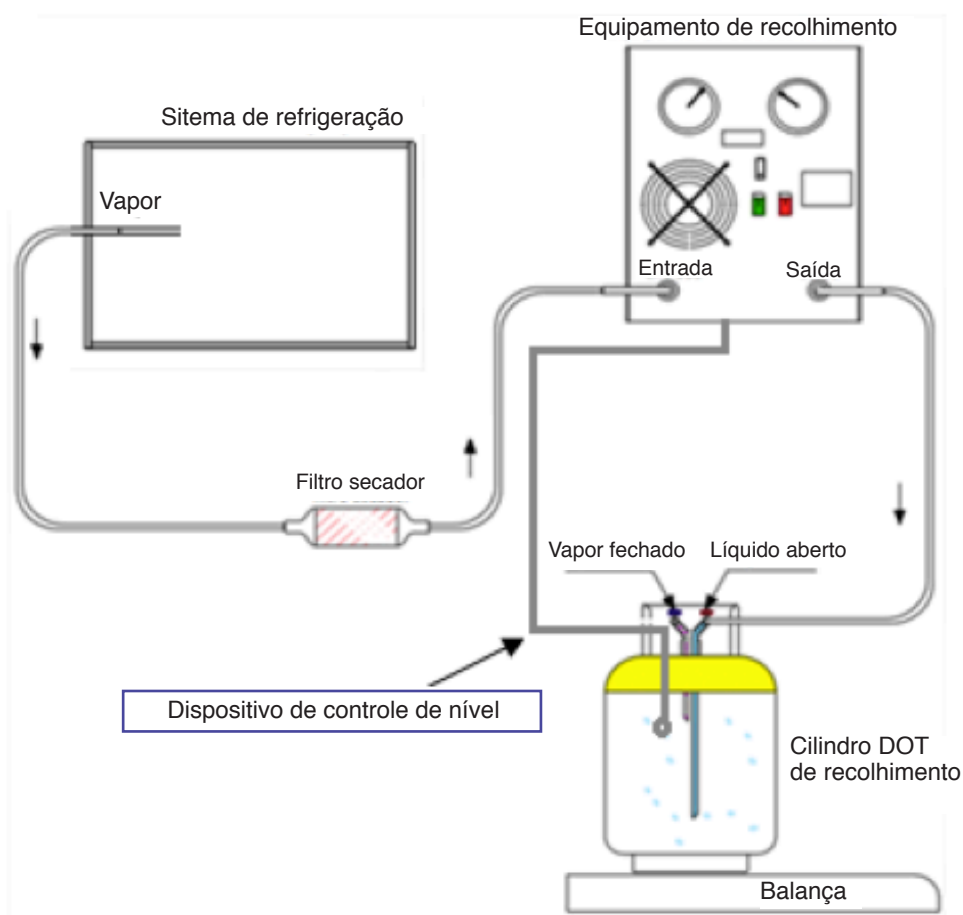 Equipamento de recolhimento
Sitema de refrigeração
Vapor
Entrada
Saída
Filtro secador
Vapor fechado
Líquido aberto
Dispositivo de controle de nível
Cilindro DOT
de recolhimento
Balança